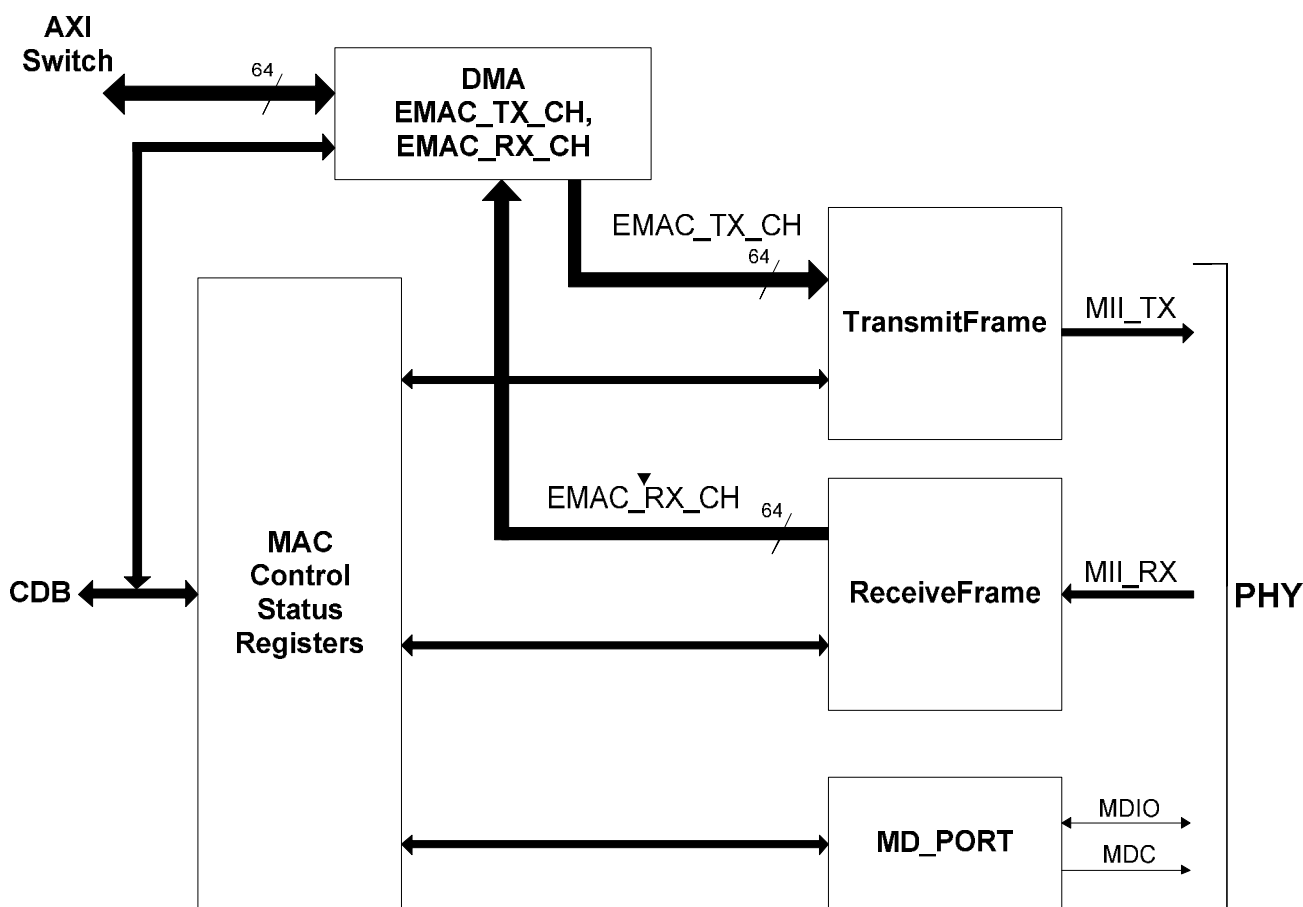 AXI
Switch
64
DMA
EMAC_TX_CH,
EMAC_RX_CH
EMAC_TX_CH
64
TransmitFrame
MII_TX
EMAC_RX_CH
64
MAC
Control
Status
Registers
CDB
ReceiveFrame
MII_RX
PHY
MD_PORT
MDIO
MDC